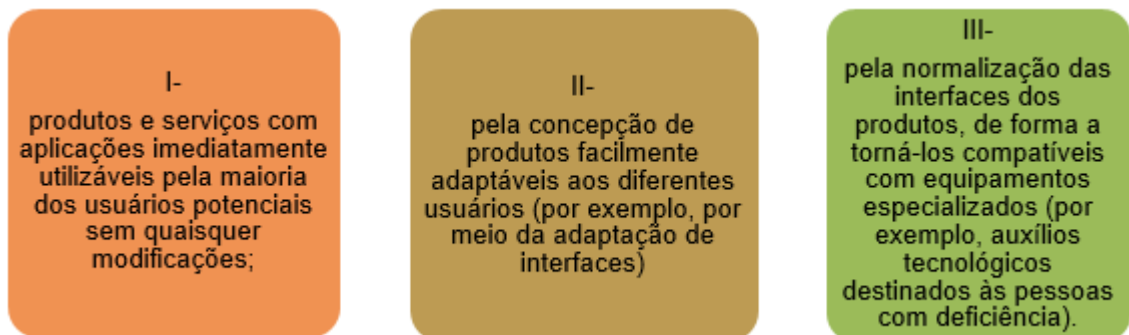 I-
produtos e serviços com
aplicações imediatamente
utilizáveis pela maioria
dos usuários potenciais
sem quaisquer
modificações;
II-
pela concepção de
produtos facilmente
adaptáveis aos diferentes
usuários (por exemplo, por
meio da adaptação de
interfaces)
III-
pela normalização das
interfaces dos
produtos, de forma a
torná-los compatíveis
com equipamentos
especializados (por
exemplo, auxílios
tecnológicos
destinados às pessoas
com deficiência).